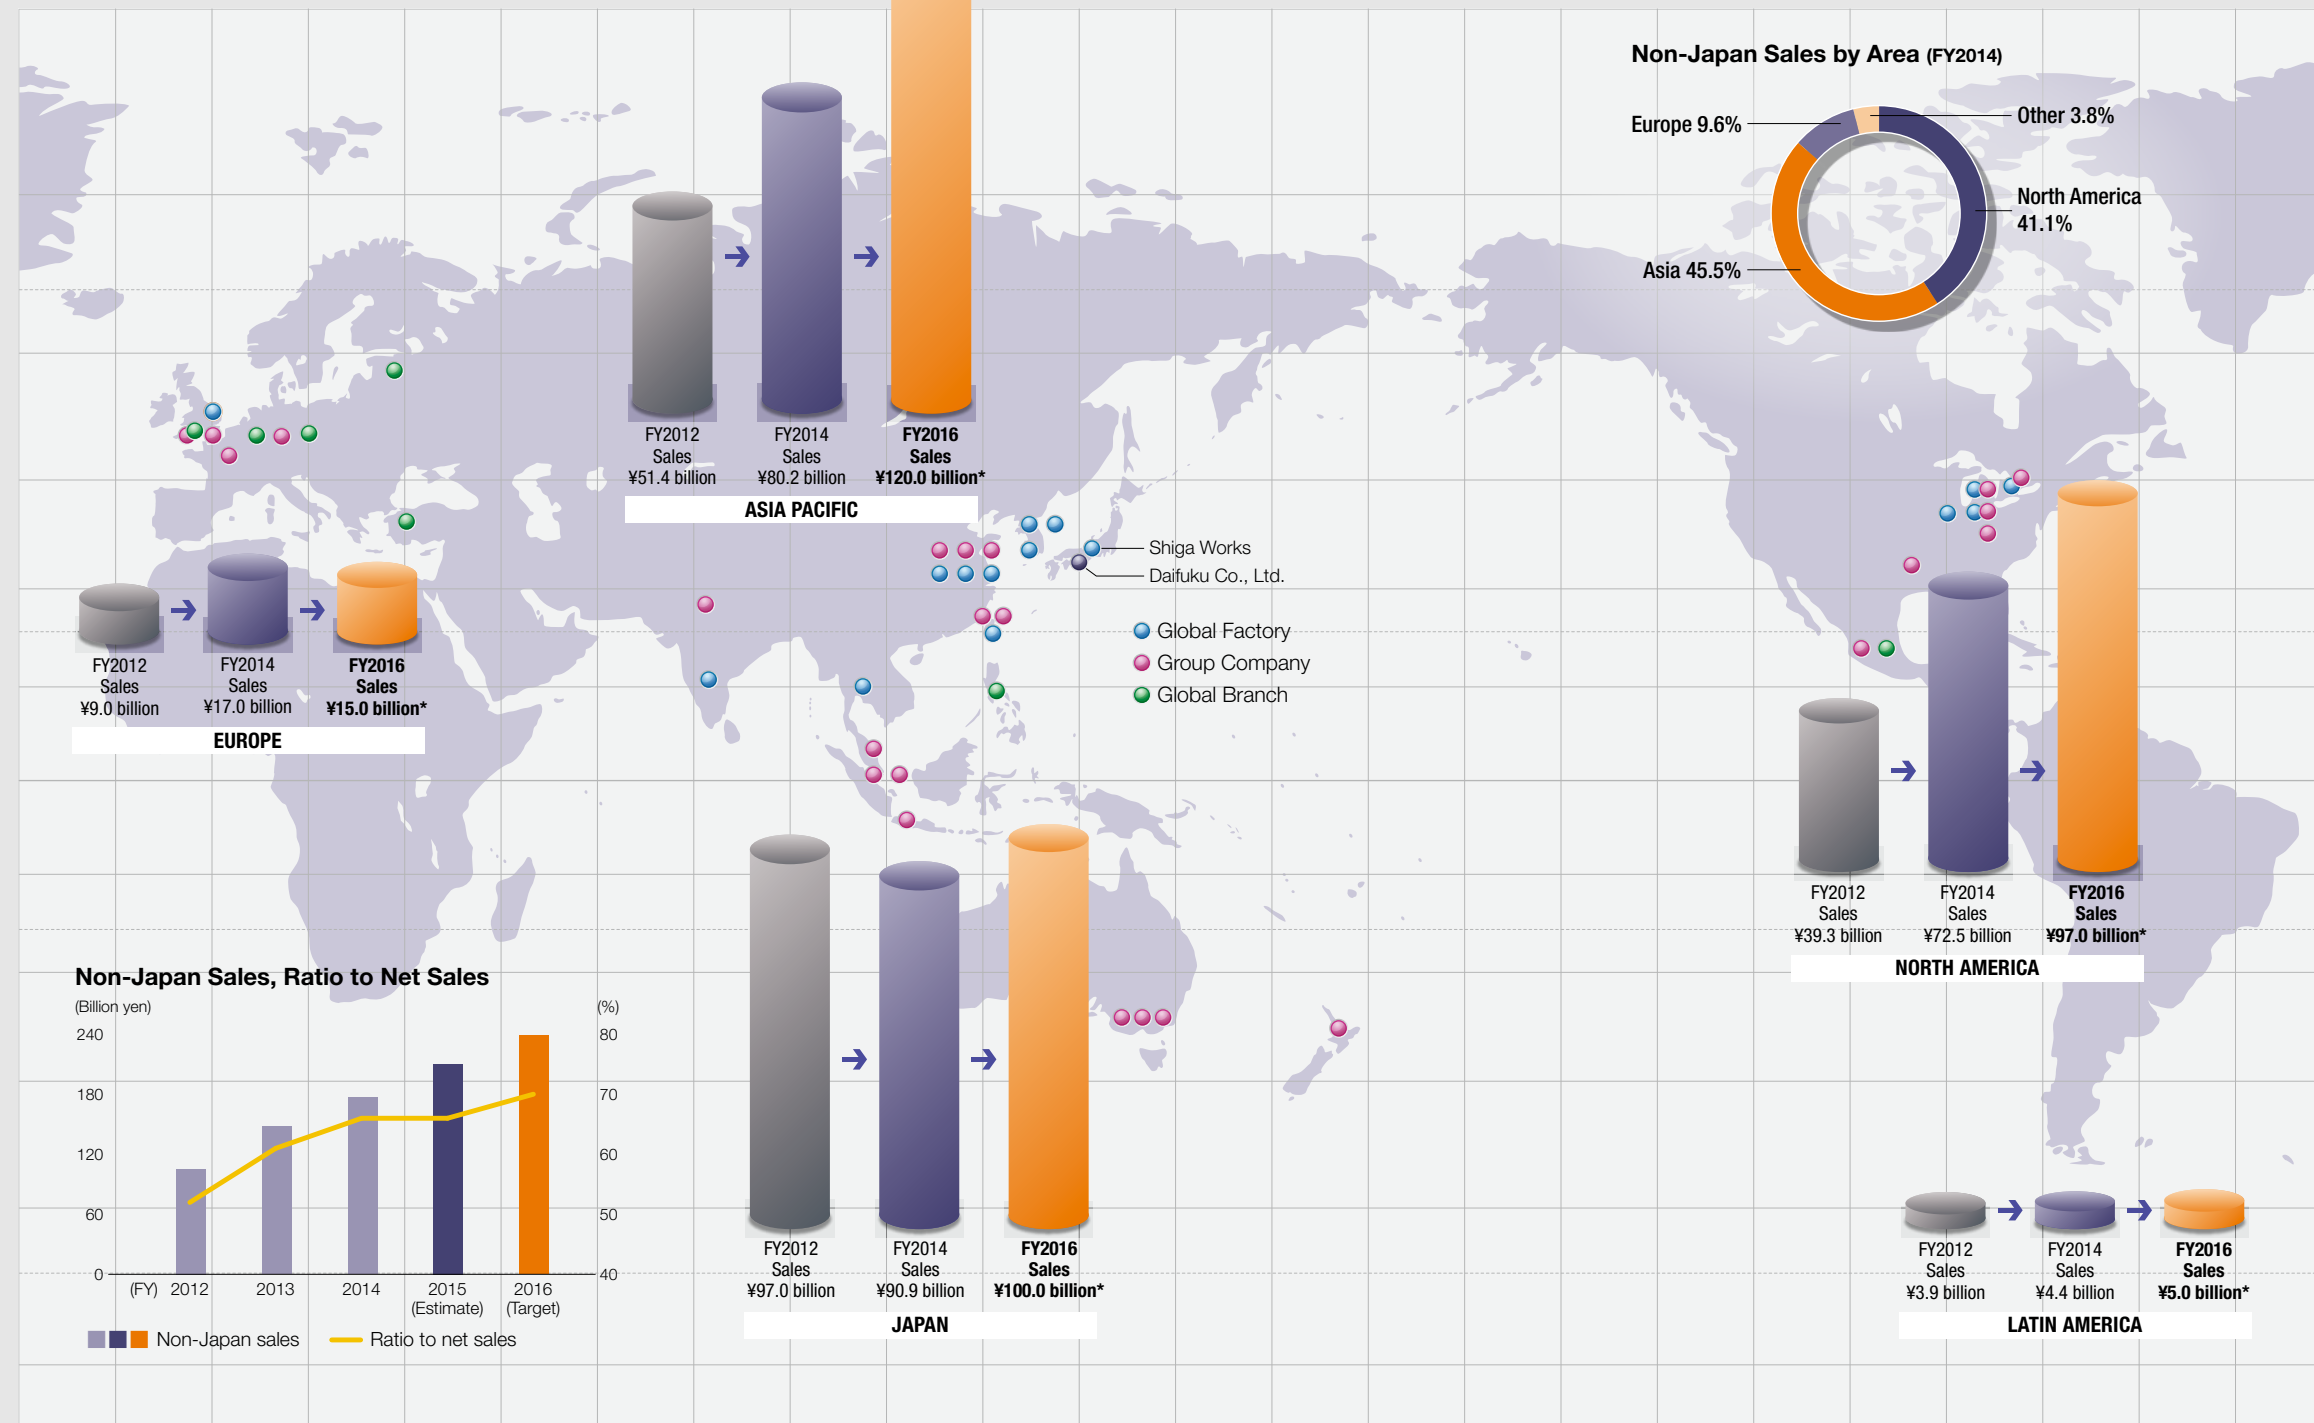 Non-Japan Sales by Area (FY2014)
Europe 9.6%
Other 3.8%
North America
41.1%
Asia 45.5%
FY2012
Sales
¥51.4 billion
FY2014
Sales
¥80.2 billion
FY2016
Sales
¥120.0 billion*
ASIA PACIFIC
Shiga Works
Daifuku Co., Ltd.
Global Factory
Group Company
Global Branch
FY2012
Sales
¥9.0 billion
FY2014
Sales
¥17.0 billion
FY2016
Sales
¥15.0 billion*
EUROPE
FY2012
Sales
¥39.3 billion
FY2014
Sales
¥72.5 billion
FY2016
Sales
¥97.0 billion*
NORTH AMERICA
Non-Japan Sales, Ratio to Net Sales
(Billion yen)
(%)
240
80
180
70
120
60
60
50
0
40
(FY)
2012
2013
2014
2015
(Estimate)
2016
(Target)
Non-Japan sales
Ratio to net sales
FY2012
Sales
¥97.0 billion
FY2014
Sales
¥90.9 billion
FY2016
Sales
¥100.0 billion*
JAPAN
FY2012
Sales
¥3.9 billion
FY2014
Sales
¥4.4 billion
FY2016
Sales
¥5.0 billion*
LATIN AMERICA